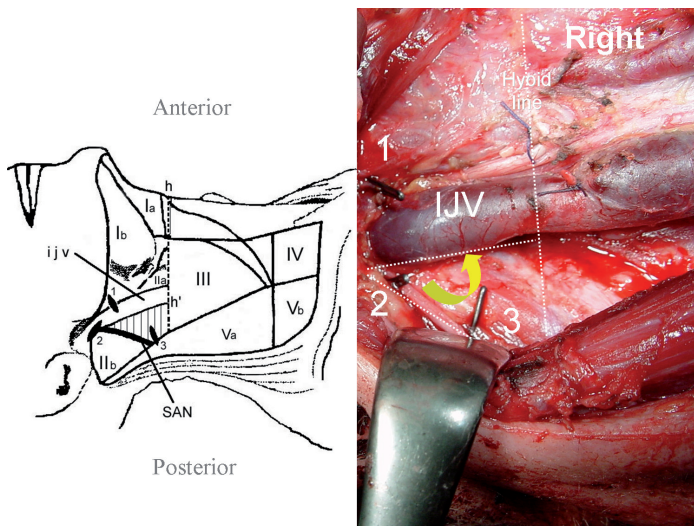 Anterior
h
Ia
Ib
i j v
IIa
III
IV
h'
1
2
3
Va
Vb
IIb
SAN
Posterior
Right
Hyoid
line
1
IJV
2
3